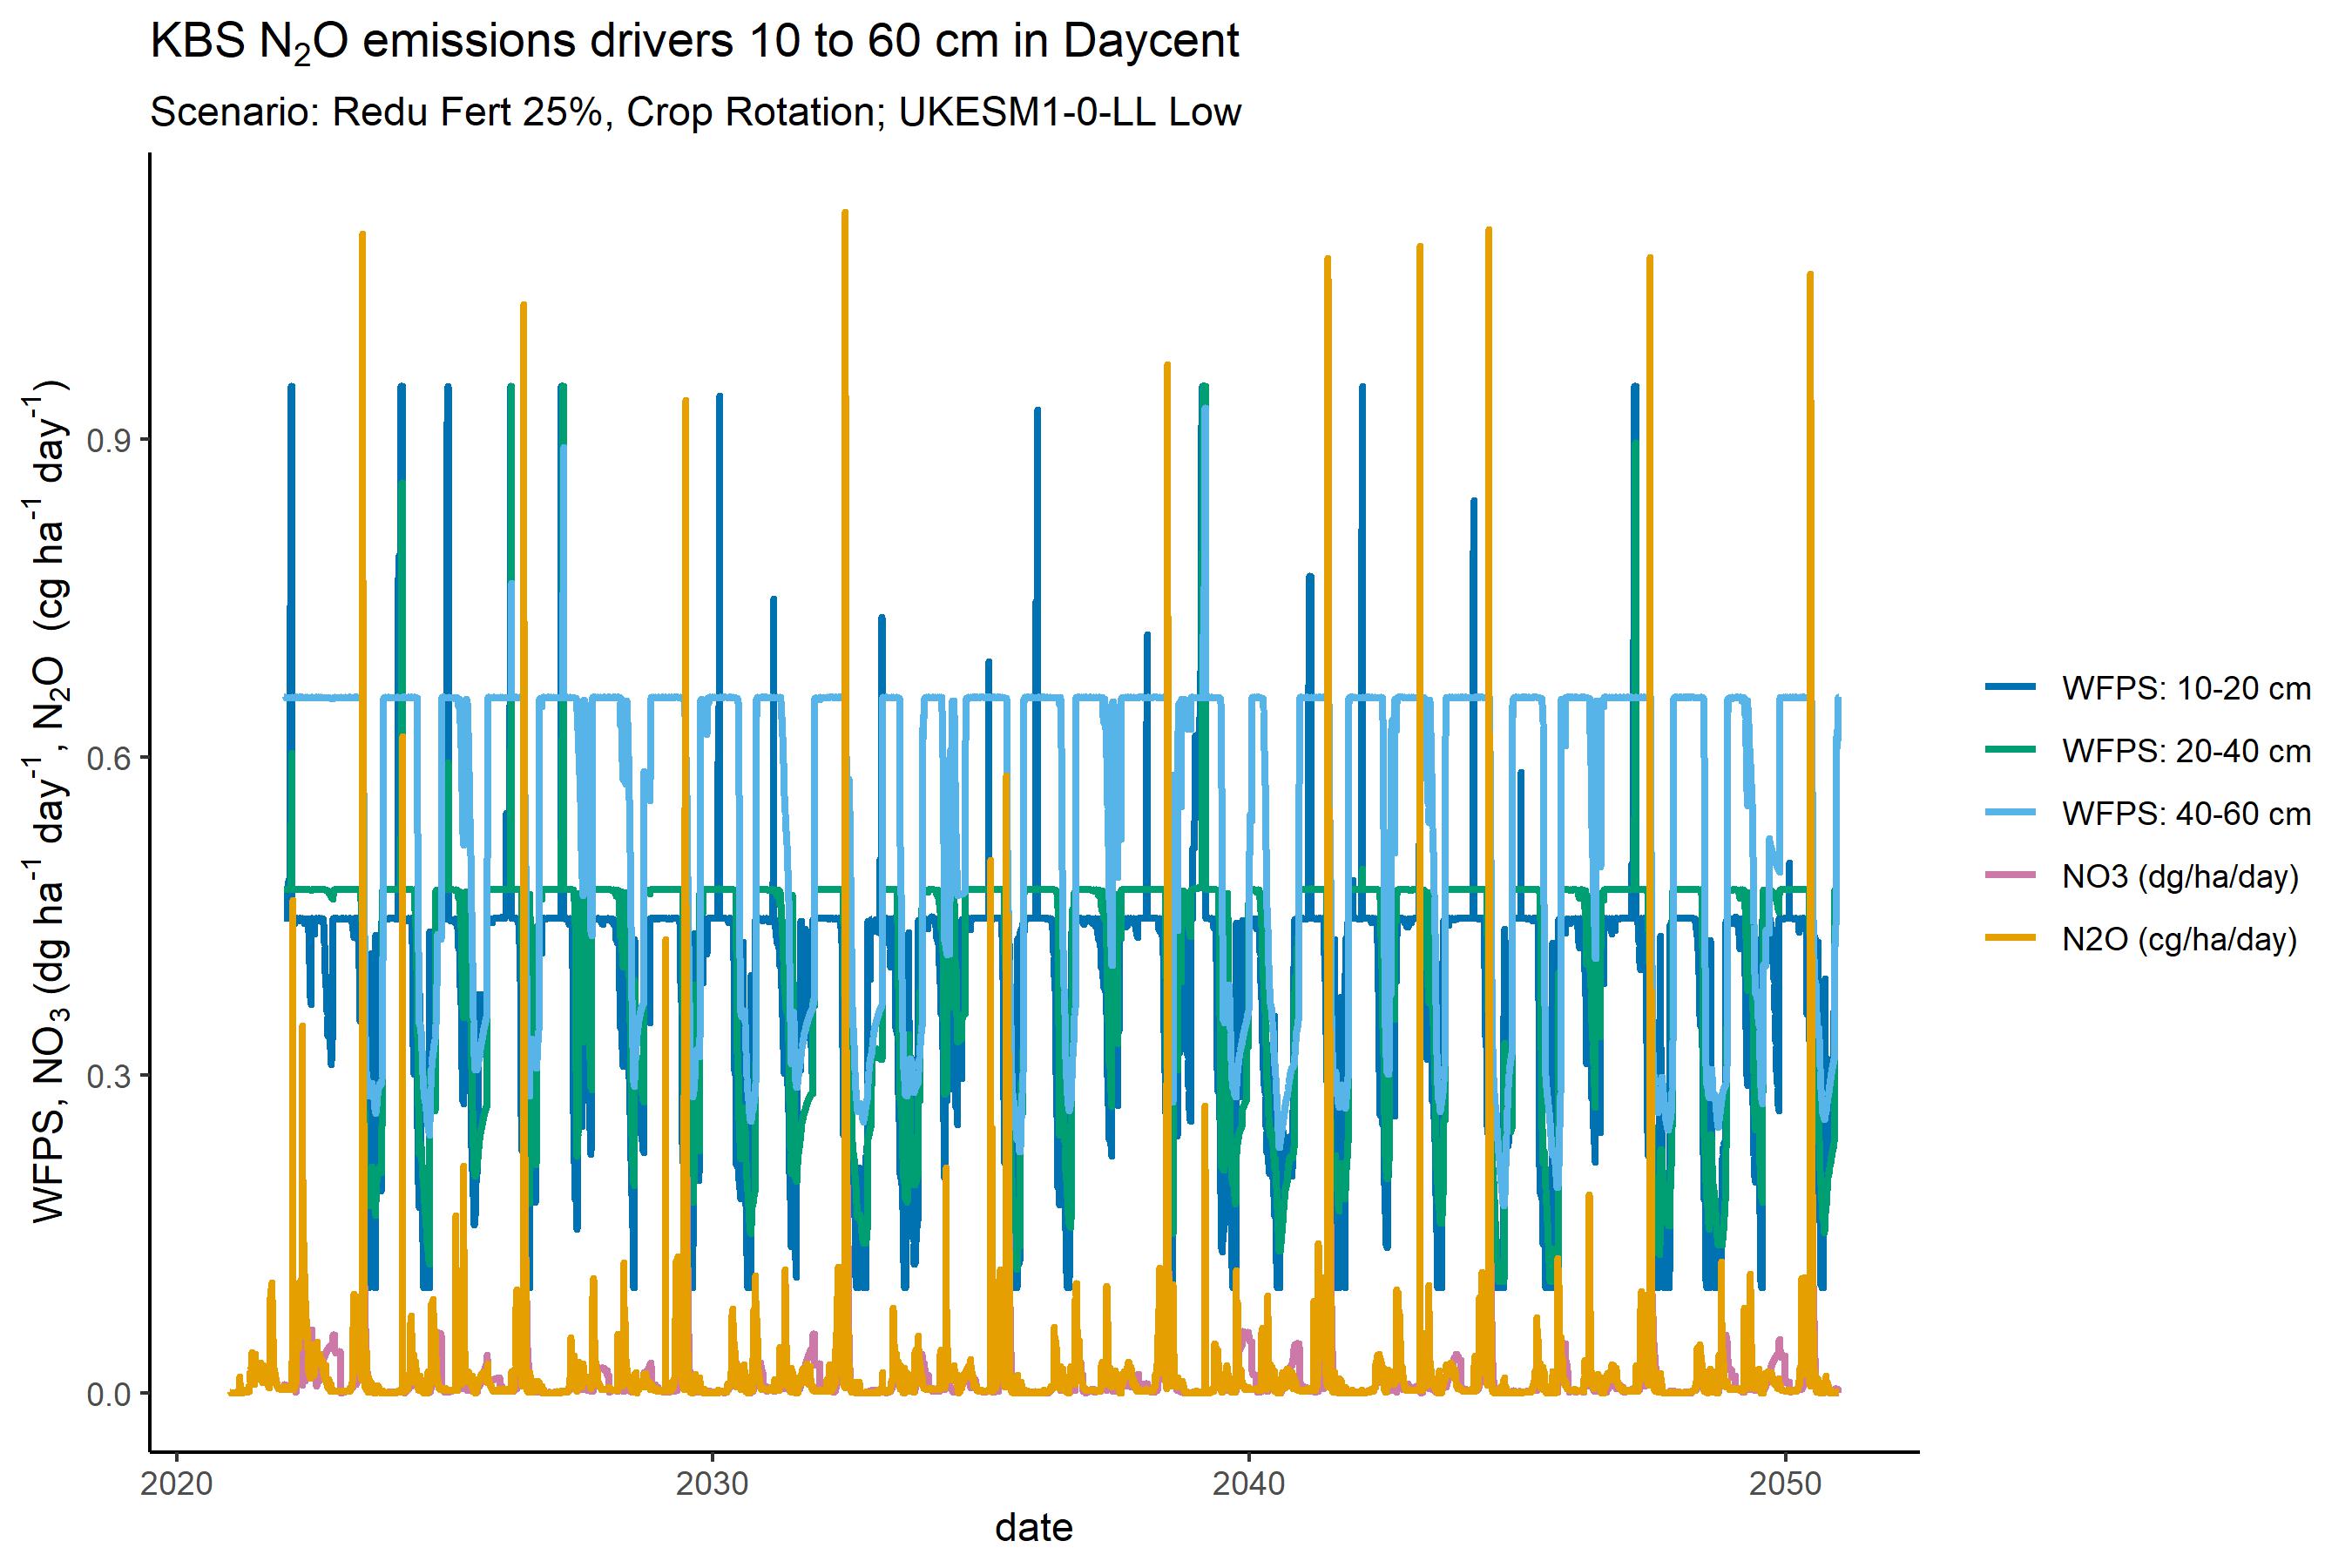 KBS N₂O emissions drivers 10 to 60 cm in Daycent
Scenario: Redu Fert 25%, Crop Rotation; UKESM1-0-LL Low
WFPS, NO₃ (dg ha⁻¹ day⁻¹, N₂O (cg ha⁻¹ day⁻¹)
0.9
0.6
0.3
0.0
2020
2030
2040
2050
date
WFPS: 10-20 cm
WFPS: 20-40 cm
WFPS: 40-60 cm
NO3 (dg/ha/day)
N2O (cg/ha/day)